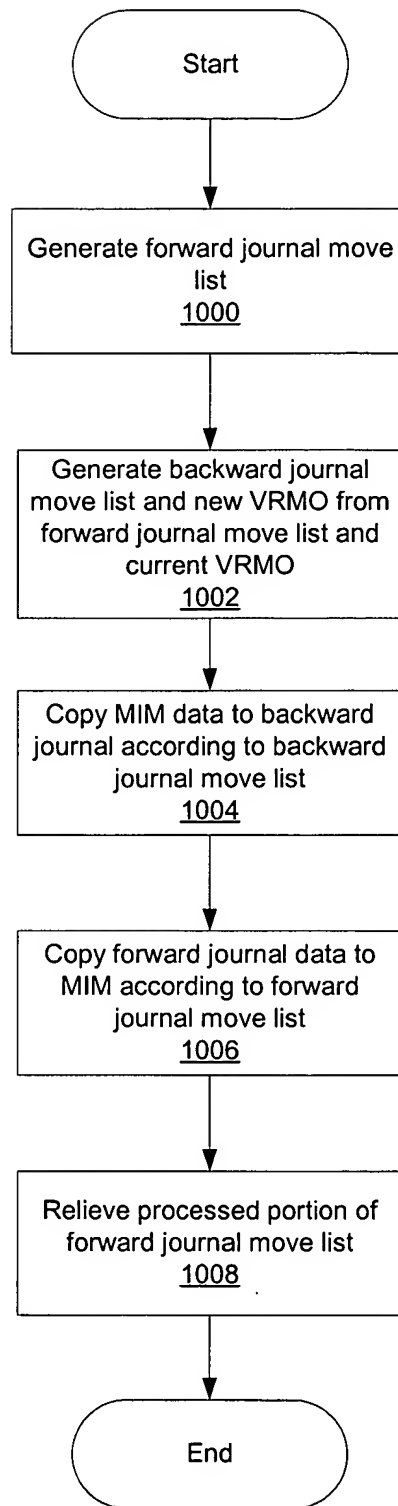 Start
Generate forward journal move
list
1000
Generate backward journal
move list and new VRMO from
forward journal move list and
current VRMO
1002
Copy MIM data to backward
journal according to backward
journal move list
1004
Copy forward journal data to
MIM according to forward
journal move list
1006
Relieve processed portion of
forward journal move list
1008
End